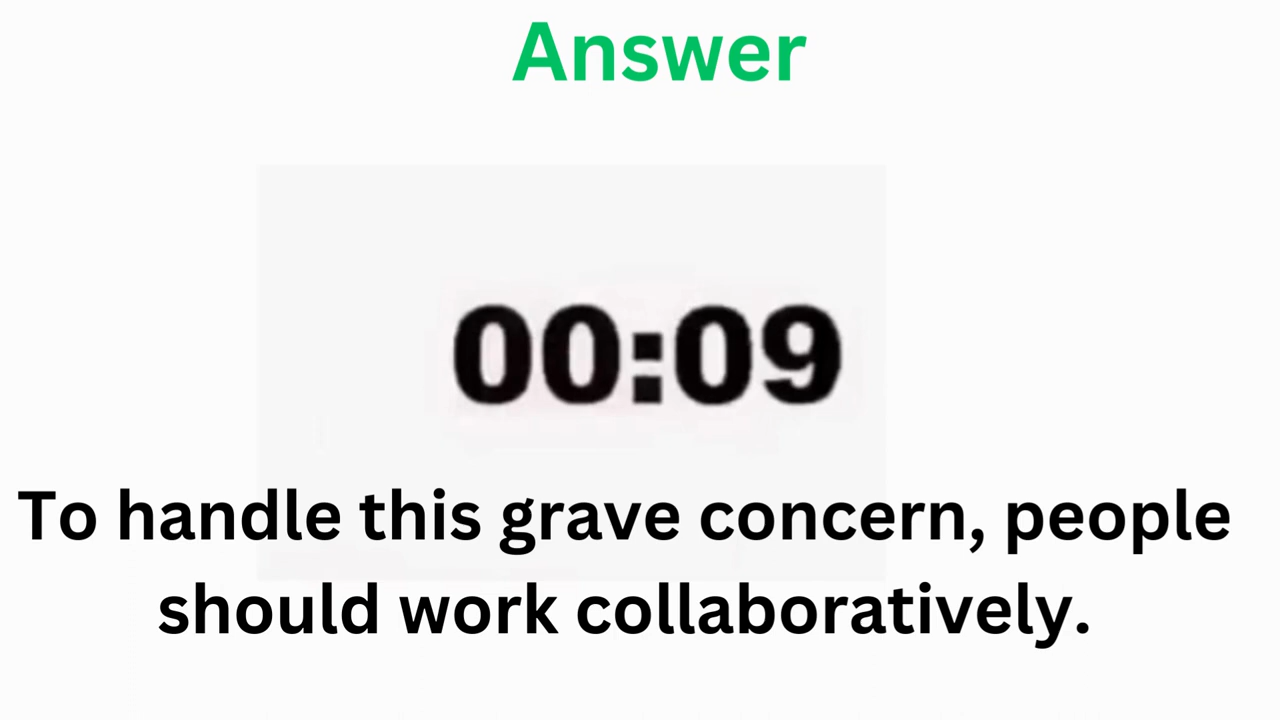 Answer
00:09
To handle this grave concern, people
should work collaboratively.